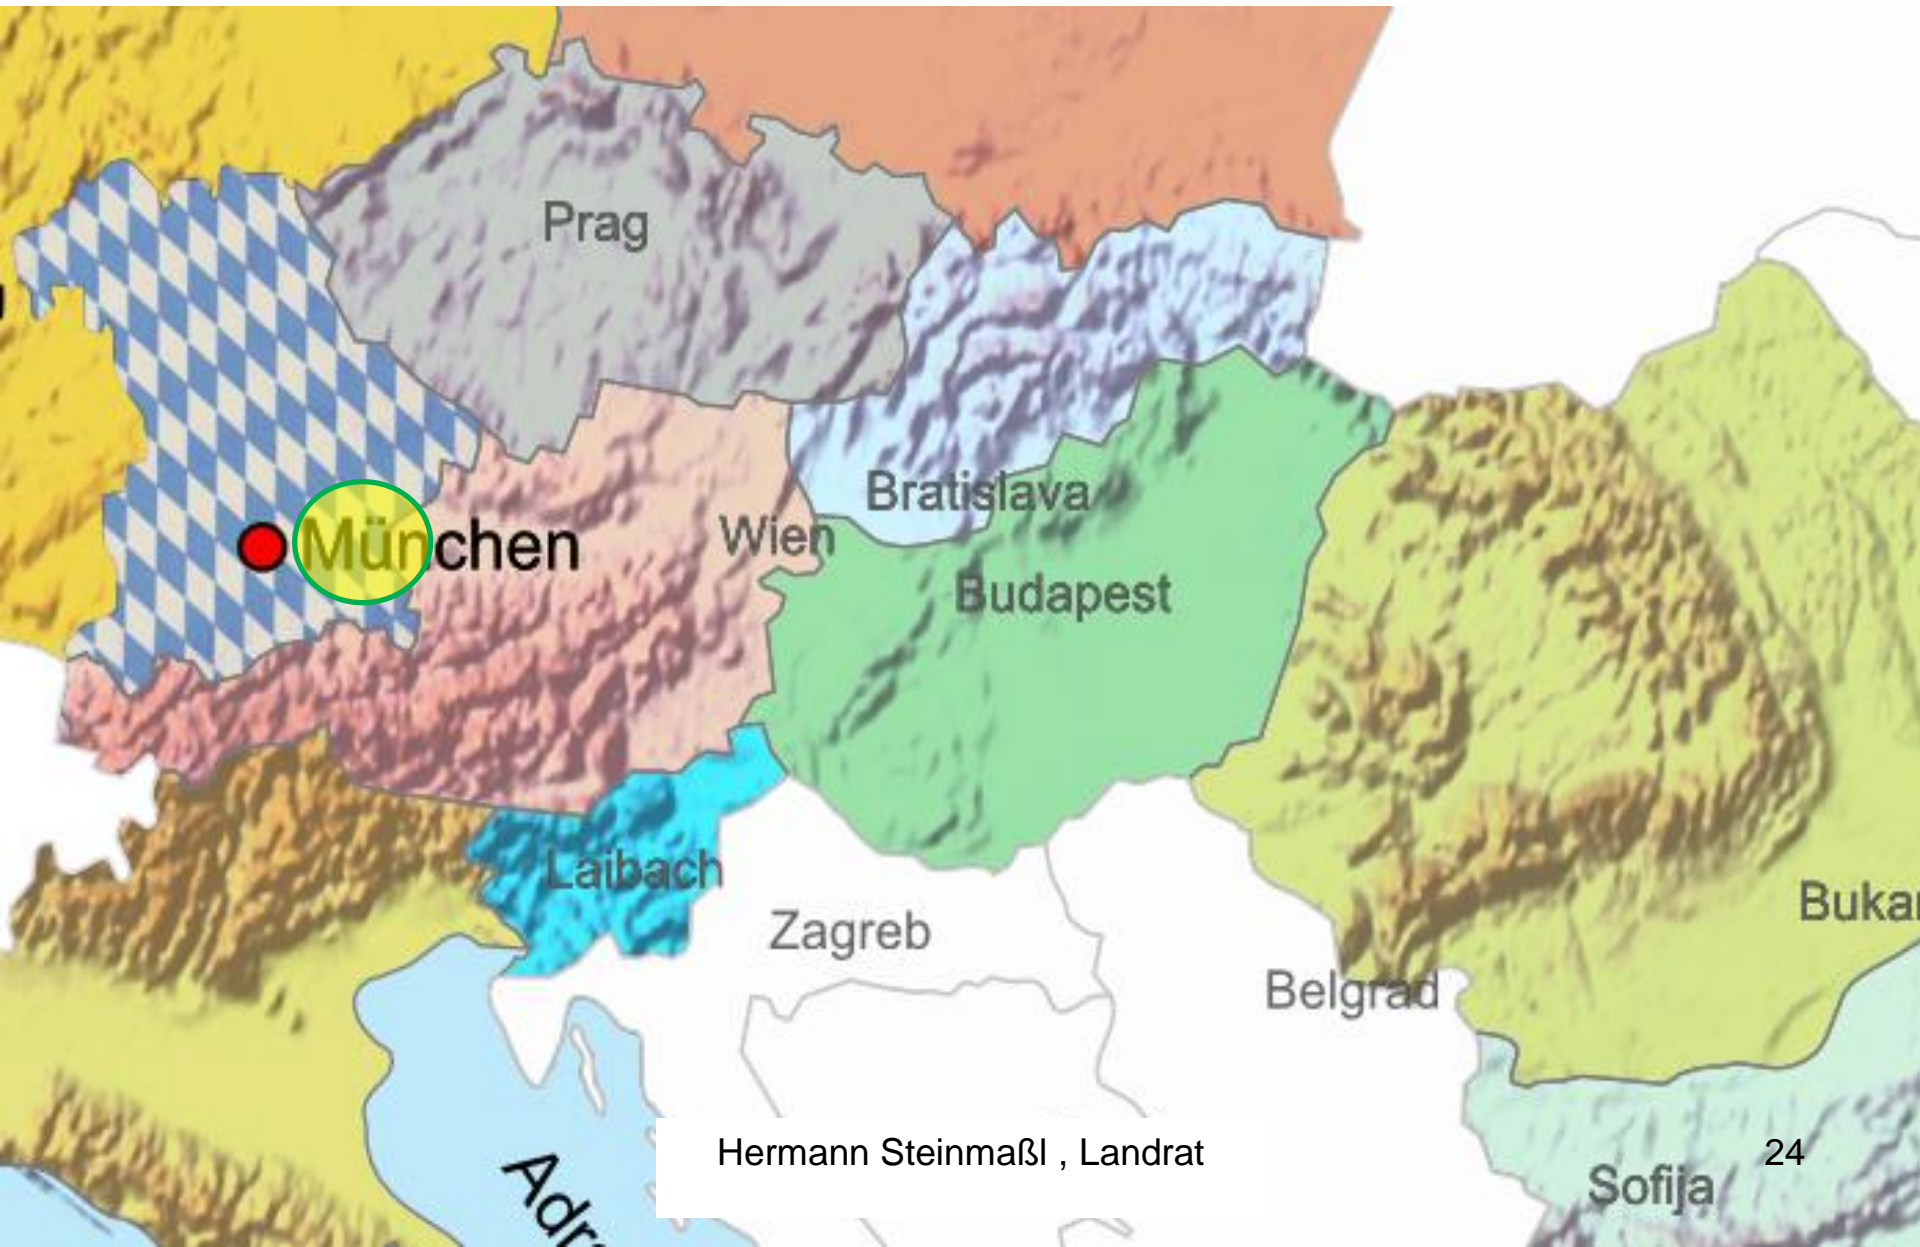 Prag
Bratislava
Wien
München
Budapest
Laibach
Zagreb
Belgrad
Hermann Steinmaßl , Landrat
24
Sofija